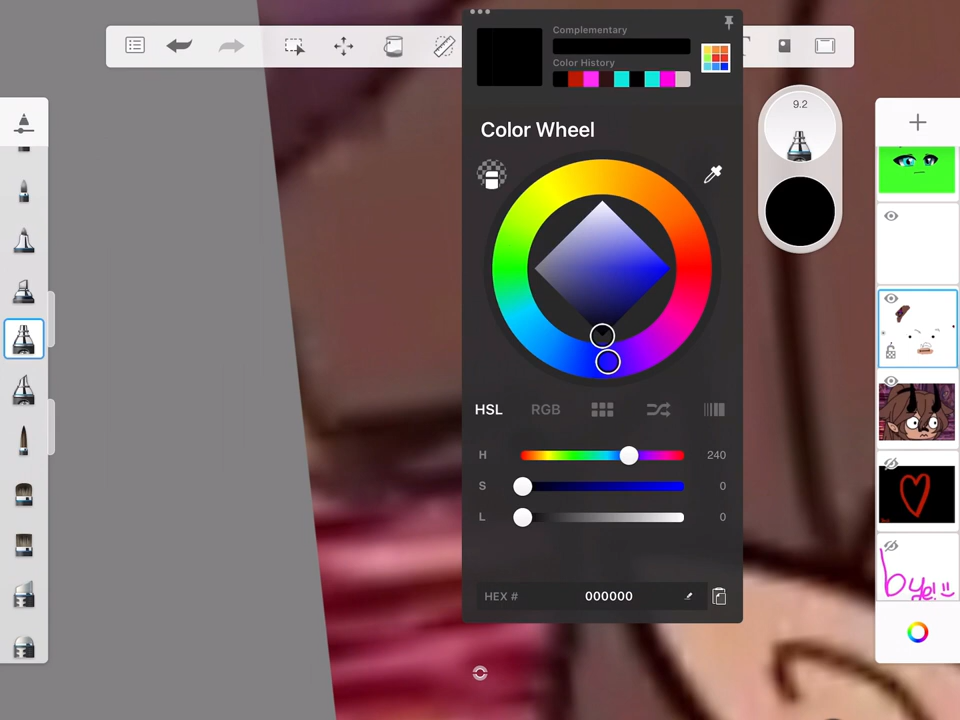 Complementary
Color History
9.2
Color Wheel
HSL RGB
H 240
S 0
L 0
HEX # 000000
bye!!